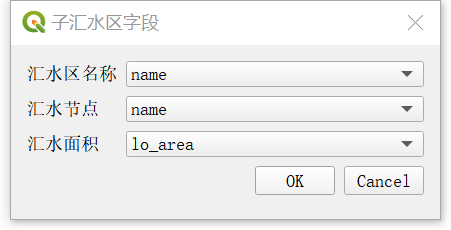 子汇水区字段
汇水区名称 name
汇水节点 name
汇水面积 lo_area
OK Cancel